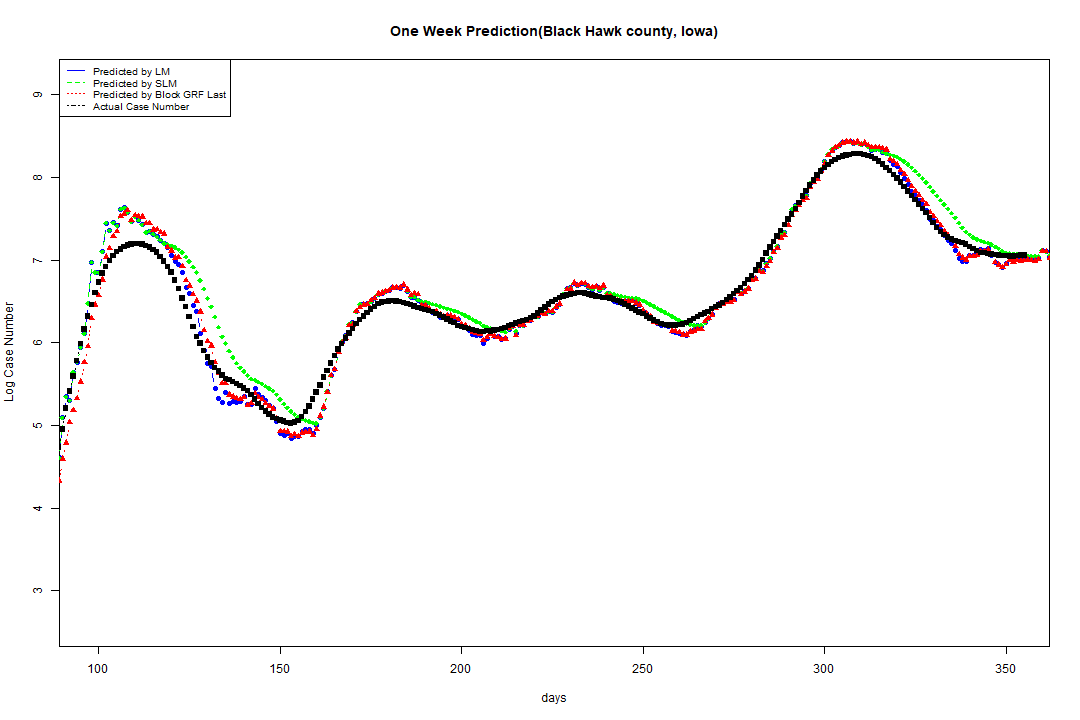 One Week Prediction(Black Hawk county, Iowa)
Predicted by LM
Predicted by SLM
Predicted by Block GRF Last
Actual Case Number
9
8
7
6
5
4
3
Log Case Number
100 150 200 250 300 350
days